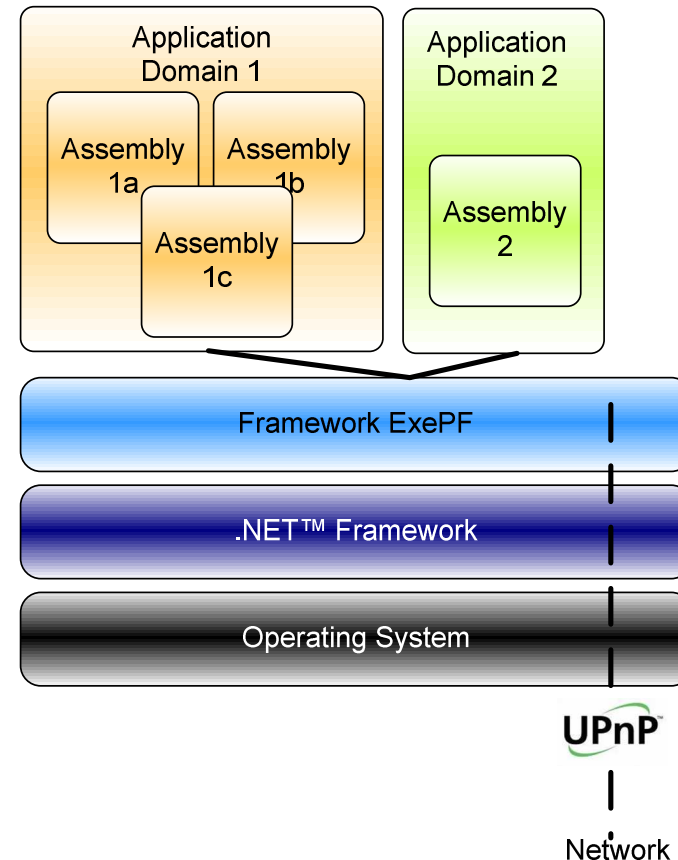 Application
Domain 1
Application
Domain 2
Assembly
1a
Assembly
1b
Assembly
1c
Assembly
2
Framework ExePF
.NET™ Framework
Operating System
UPnP™
Network